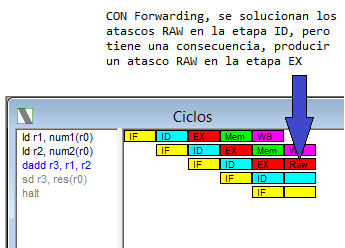 CON Forwarding, se solucionan los
atascos RAW en la etapa ID, pero
tiene una consecuencia, producir
un atasco RAW en la etapa EX
Ciclos
ld r1, num1(r0) IF ID EX Mem WB
ld r2, num2(r0) IF ID EX Mem
dadd r3, r1, r2 IF ID EX Raw
sd r3, res(r0) IF ID
halt IF